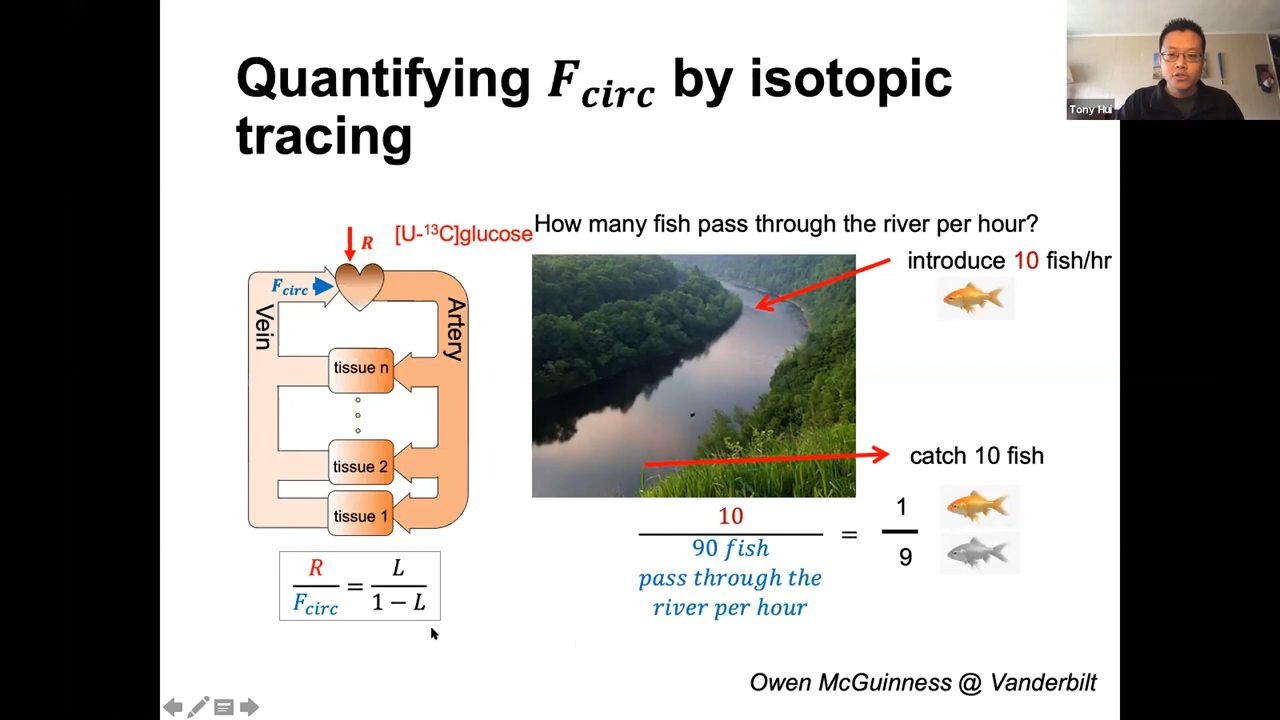 Quantifying F_circ by isotopic
tracing
Tony Hui
R
[U-¹³C]glucose
F_circ
Vein
Artery
tissue n
tissue 2
tissue 1
R/F_circ = L/(1 − L)
How many fish pass through the river per hour?
introduce 10 fish/hr
catch 10 fish
10
90 fish
pass through the
river per hour
=
1
9
Owen McGuinness @ Vanderbilt